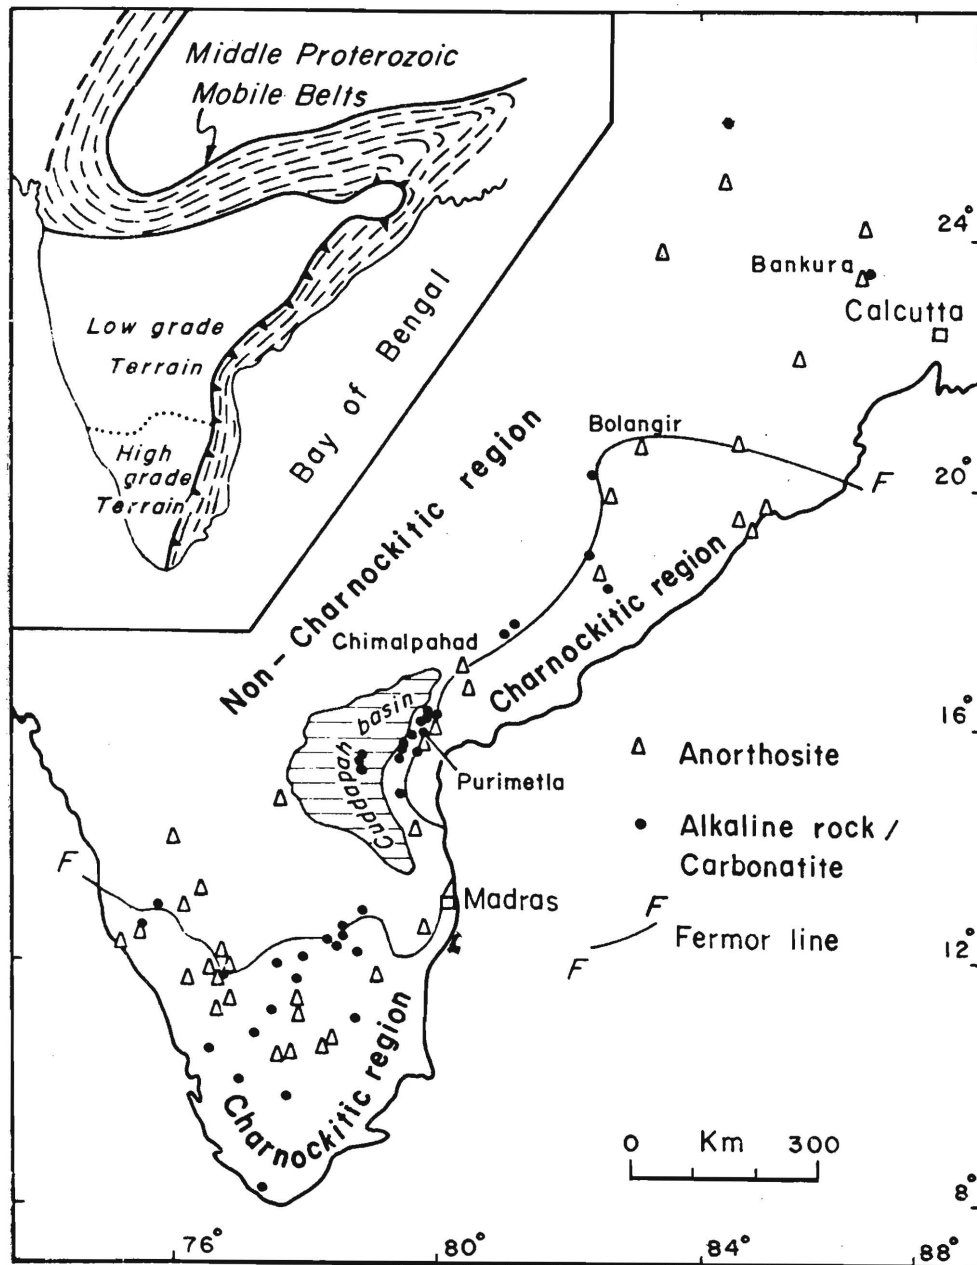 Middle Proterozoic
Mobile Belts
Low grade
Terrain
High
grade
Terrain
Bay of Bengal
24°
Bankura
Calcutta
Bolangir
20°
F
Non-Charnockitic region
Charnockitic region
Chimalpahad
Cuddapah basin
16°
Purimetla
Δ Anorthosite
● Alkaline rock /
Carbonatite
F
Madras
F
Fermor line
F
12°
Charnockitic region
0 Km 300
8°
76° 80° 84° 88°